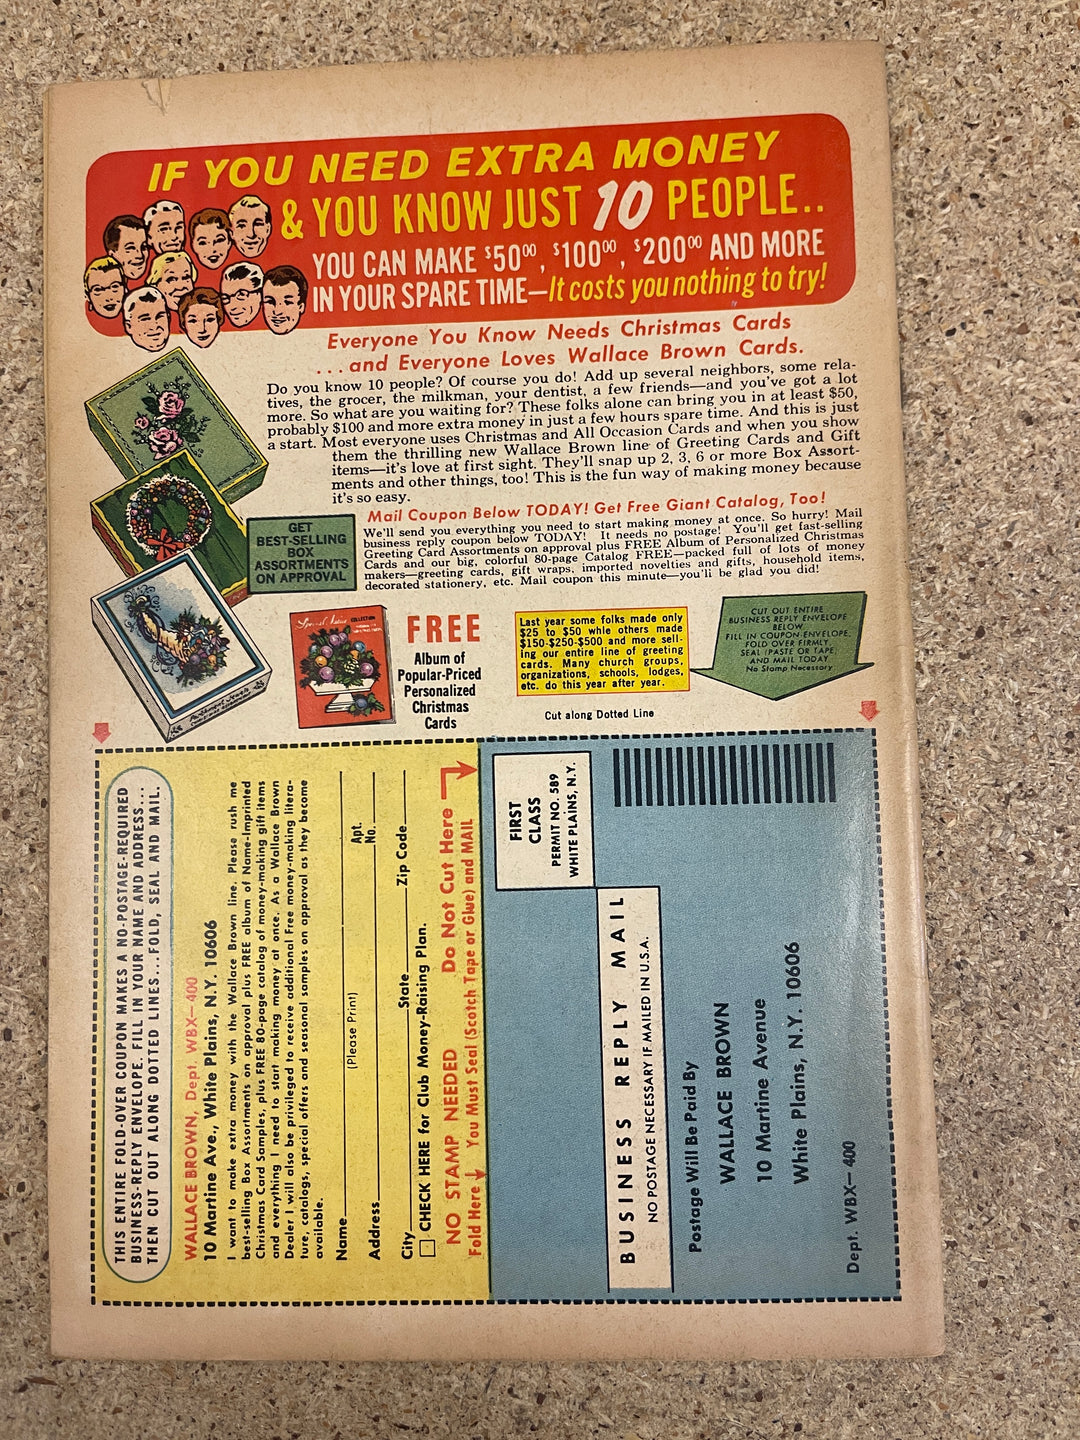 IF YOU NEED EXTRA MONEY
& YOU KNOW JUST 10 PEOPLE..
YOU CAN MAKE $50⁰⁰, $100⁰⁰, $200⁰⁰ AND MORE
IN YOUR SPARE TIME—It costs you nothing to try!
Everyone You Know Needs Christmas Cards
...and Everyone Loves Wallace Brown Cards.
Do you know 10 people? Of course you do! Add up several neighbors, some rela-
tives, the grocer, the milkman, your dentist, a few friends—and you've got a lot
more. So what are you waiting for? These folks alone can bring you in at least $50,
probably $100 and more extra money in just a few hours spare time. And this is just
a start. Most everyone uses Christmas and All Occasion Cards and when you show
them the thrilling new Wallace Brown line of Greeting Cards and Gift
items—it's love at first sight. They'll snap up 2, 3, 6 or more Box Assort-
ments and other things, too! This is the fun way of making money because
it's so easy.
Mail Coupon Below TODAY! Get Free Giant Catalog, Too!
We'll send you everything you need to start making money at once. So hurry! Mail
business reply coupon below TODAY! It needs no postage! You'll get fast-selling
Greeting Card Assortments on approval plus FREE Album of Personalized Christmas
Cards and our big, colorful 80-page Catalog FREE—packed full of lots of money
makers—greeting cards, gift wraps, imported novelties and gifts, household items,
decorated stationery, etc. Mail coupon this minute—you'll be glad you did!
GET
BEST-SELLING
BOX
ASSORTMENTS
ON APPROVAL
COLLECTION
FREE
Album of
Popular-Priced
Personalized
Christmas
Cards
Last year some folks made only
$25 to $50 whle others made
$150-$250-$500 and more sell-
ing our entire line of greeting
cards. Many church groups,
organizations, schools, lodges,
etc. do this year after year.
CUT OUT ENTIRE
BUSINESS REPLY ENVELOPE
BELOW.
FILL IN COUPON-ENVELOPE,
FOLD OVER FIRMLY,
SEAL (PASTE OR TAPE)
AND MAIL TODAY
No Stamp Necessary
Cut along Dotted Line
THIS ENTIRE FOLD-OVER COUPON MAKES A NO-POSTAGE-REQUIRED
BUSINESS-REPLY ENVELOPE. FILL IN YOUR NAME AND ADDRESS...
THEN CUT OUT ALONG DOTTED LINES...FOLD, SEAL AND MAIL.
WALLACE BROWN, Dept. WBX—400
10 Martine Ave., White Plains, N.Y. 10606
I want to make extra money with the Wallace Brown line. Please rush me
best-selling Box Assortments on approval plus FREE album of Name-Imprinted
Christmas Card Samples, plus FREE 80-page catalog of money-making gift items
and everything I need to start making money at once. As a Wallace Brown
Dealer I will also be privileged to receive additional Free money-making litera-
ture, catalogs, special offers and seasonal samples on approval as they become
available.
Name
(Please Print)
Address
Apt.
No.
City
State
Zip Code
CHECK HERE for Club Money-Raising Plan.
NO STAMP NEEDED Do Not Cut Here
Fold Here You Must Seal (Scotch Tape or Glue) and MAIL
FIRST
CLASS
PERMIT NO. 589
WHITE PLAINS, N.Y.
BUSINESS REPLY MAIL
NO POSTAGE NECESSARY IF MAILED IN U.S.A.
Postage Will Be Paid By
WALLACE BROWN
10 Martine Avenue
White Plains, N.Y. 10606
Dept. WBX—400